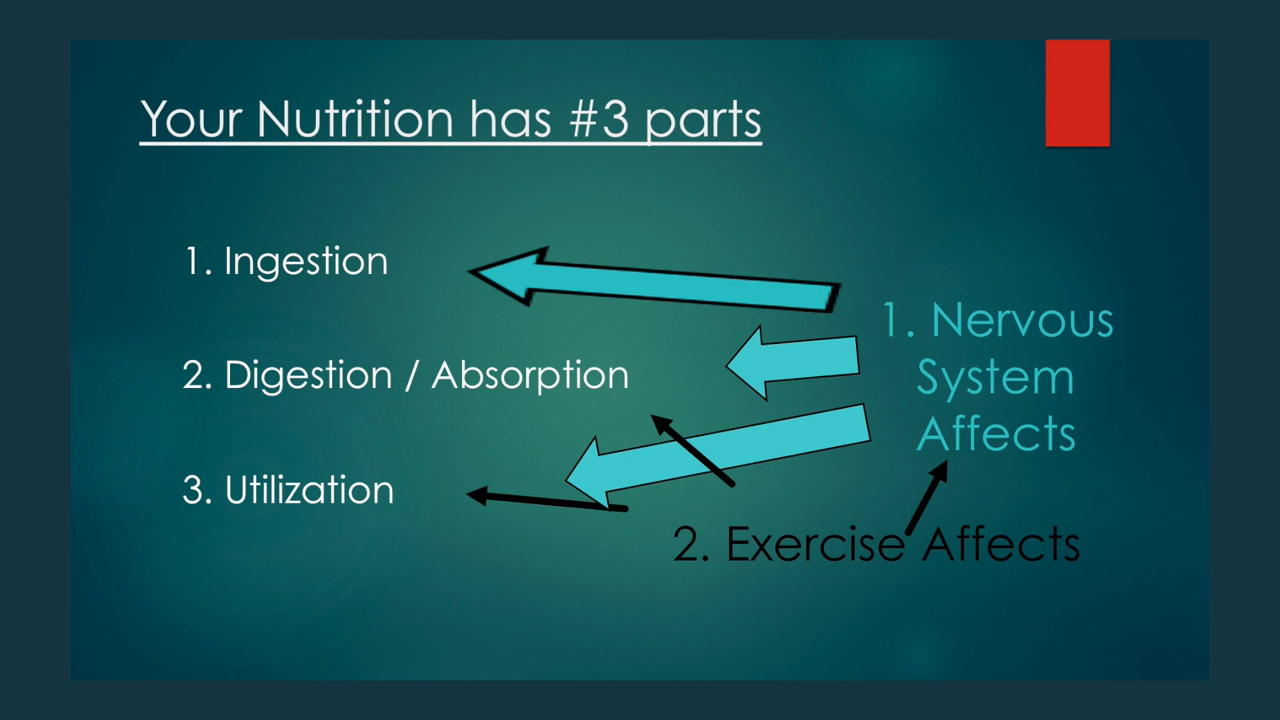 Your Nutrition has #3 parts
1. Ingestion
2. Digestion / Absorption
3. Utilization
1. Nervous
System
Affects
2. Exercise Affects